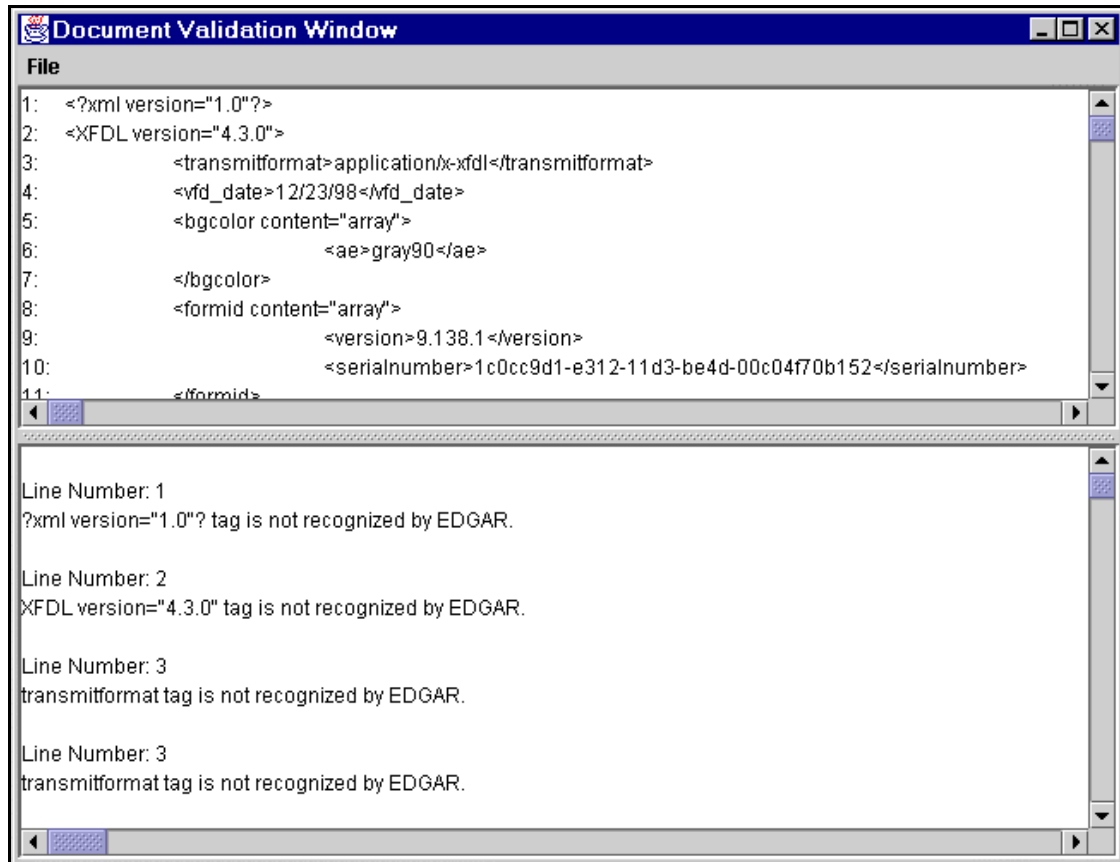 Document Validation Window
File
1: <?xml version="1.0"?>
2: <XFDL version="4.3.0">
3: <transmitformat>application/x-xfdl</transmitformat>
4: <vfd_date>12/23/98</vfd_date>
5: <bgcolor content="array">
6: <ae>gray90</ae>
7: </bgcolor>
8: <formid content="array">
9: <version>9.138.1</version>
10: <serialnumber>1c0cc9d1-e312-11d3-be4d-00c04f70b152</serialnumber>
11: </formid>
Line Number: 1
?xml version="1.0"? tag is not recognized by EDGAR.
Line Number: 2
XFDL version="4.3.0" tag is not recognized by EDGAR.
Line Number: 3
transmitformat tag is not recognized by EDGAR.
Line Number: 3
transmitformat tag is not recognized by EDGAR.